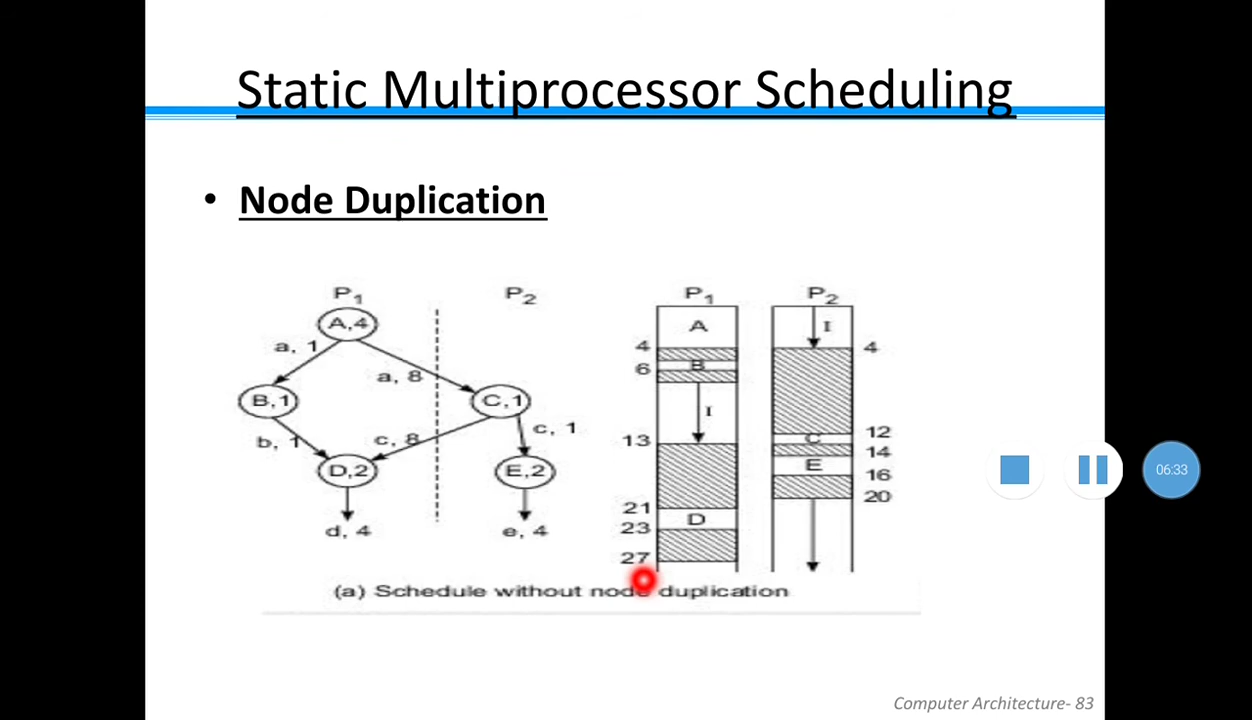 Static Multiprocessor Scheduling
• Node Duplication
P1 P2 P1 P2
A,4
a, 1
a, 8
B,1
C,1
b, 1
c, 8
c, 1
D,2
E,2
d, 4
e, 4
A
4
B
6
I
13
21
D
23
27
I
4
12
C
14
E
16
20
(a) Schedule without node duplication
06:33
Computer Architecture- 83